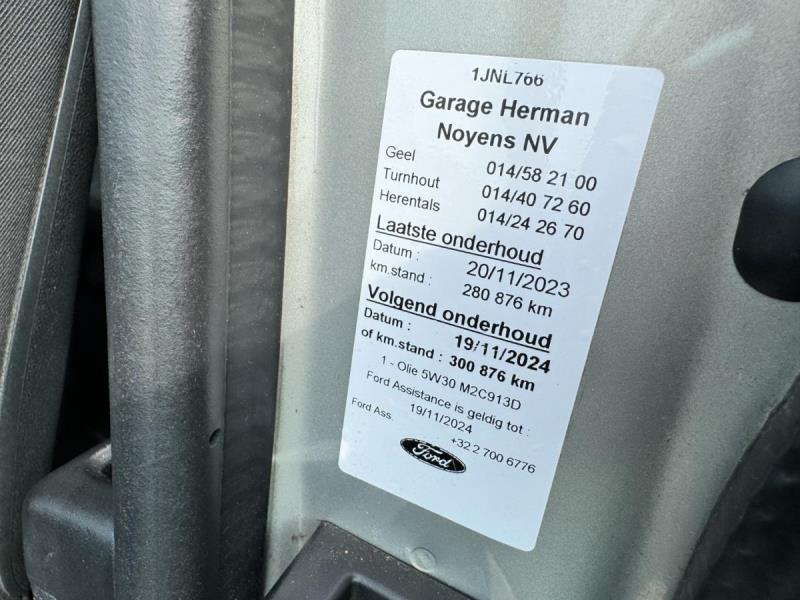 1JNL766
Garage Herman
Noyens NV
Geel 014/58 21 00
Turnhout 014/40 72 60
Herentals 014/24 26 70
Laatste onderhoud
Datum : 20/11/2023
km.stand : 280 876 km
Volgend onderhoud
Datum : 19/11/2024
of km.stand : 300 876 km
1 - Olie 5W30 M2C913D
Ford Assistance is geldig tot :
19/11/2024
Ford Ass. +32 2 700 6776
Ford